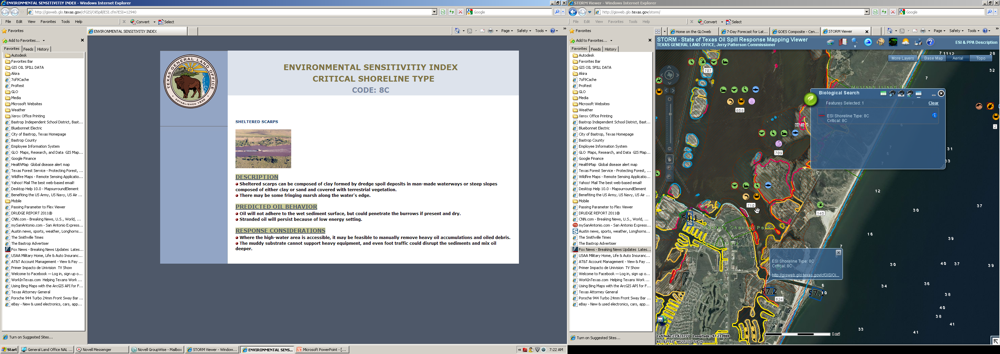 ENVIRONMENTAL SENSITIVITIY INDEX - Windows Internet Explorer
http://gisweb.glo.texas.gov/cfGIS/OilSpill/ESI.cfm?ESI=12940
Google
File Edit View Favorites Tools Help
Convert Select
Favorites
ENVIRONMENTAL SENSITIVITIY INDEX
Page Safety Tools
Add to Favorites...
Favorites Feeds History
Autodesk
Favorites Bar
GIS OIL SPILL DATA
Akira
7of9Cache
ProRest
GLO
Media
Microsoft Websites
Weather
Xerox Office Printing
Bastrop Independent School District, Bast...
Bluebonnet Electric
City of Bastrop, Texas Homepage
Bastrop County
Employee Information System
GLO Maps, Research, and Data GIS Map...
Google Finance
HealthMap Global disease alert map
Texas Forest Service - Protecting Forest, ...
Wildfire Maps - Remote Sensing Applicatio...
Yahoo! Mail The best web-based email!
Desktop Help 10.0 - MapsurroundElement
Benefiting the US Army, US Navy, US Air ...
Mobile
Passing Parameter to Flex Viewer
DRUDGE REPORT 2011®
CNN.com - Breaking News, U.S., World, ...
mySanAntonio.com - San Antonio Express...
Austin news, sports, weather, Longhorns...
The Smithville Times
The Bastrop Advertiser
Fox News - Breaking News Updates Lates...
USAA Military Home, Life & Auto Insuranc...
AT&T Account Management - View & Pay ...
Primer Impacto de Univision TV Show
Welcome to Facebook — Log in, sign up o...
WorkInTexas.com Helping Texans Work ...
Using Bing Maps with the ArcGIS API for F...
Texas Attorney General
Porsche 944 Turbo 24mm Front Sway Bar ...
eBay - New & used electronics, cars, app...
Turn on Suggested Sites...
TEXAS GENERAL LAND OFFICE
ESTABLISHED 1836
ENVIRONMENTAL SENSITIVITIY INDEX
CRITICAL SHORELINE TYPE
CODE: 8C
SHELTERED SCARPS
DESCRIPTION
Sheltered scarps can be composed of clay formed by dredge spoil deposits in man-made waterways or steep slopes
composed of either clay or sand and covered with terrestrial vegetation.
There may be some fringing marsh along the water's edge.
PREDICTED OIL BEHAVIOR
Oil will not adhere to the wet sediment surface, but could penetrate the burrows if present and dry.
Stranded oil will persist because of low energy setting.
RESPONSE CONSIDERATIONS
Where the high-water area is accessible, it may be feasible to manually remove heavy oil accumulations and oiled debris.
The muddy substrate cannot support heavy equipment, and even foot traffic could disrupt the sediments and mix oil
deeper.
Start
General Land Office NAL ...
Novell Messenger
Novell GroupWise - Mailbox
STORM Viewer - Window...
ENVIRONMENTAL SENS...
Microsoft PowerPoint - [...
7:22 AM
STORM Viewer - Windows Internet Explorer
http://gisweb.glo.texas.gov/storm/
Google
File Edit View Favorites Tools Help
Convert Select
Favorites
Home on the GLOweb
7-Day Forecast for Lat...
GOES Composite - Cen...
STORM Viewer
Page Safety Tools
Add to Favorites...
Favorites Feeds History
Autodesk
Favorites Bar
GIS OIL SPILL DATA
Akira
7of9Cache
ProRest
GLO
Media
Microsoft Websites
Weather
Xerox Office Printing
Bastrop Independent School District, Bast...
Bluebonnet Electric
City of Bastrop, Texas Homepage
Bastrop County
Employee Information System
GLO Maps, Research, and Data GIS Map...
Google Finance
HealthMap Global disease alert map
Texas Forest Service - Protecting Forest, ...
Wildfire Maps - Remote Sensing Applicatio...
Yahoo! Mail The best web-based email!
Desktop Help 10.0 - MapsurroundElement
Benefiting the US Army, US Navy, US Air ...
Mobile
Passing Parameter to Flex Viewer
DRUDGE REPORT 2011®
CNN.com - Breaking News, U.S., World, ...
mySanAntonio.com - San Antonio Express...
Austin news, sports, weather, Longhorns...
The Smithville Times
The Bastrop Advertiser
Fox News - Breaking News Updates Lates...
USAA Military Home, Life & Auto Insuranc...
AT&T Account Management - View & Pay ...
Primer Impacto de Univision TV Show
Welcome to Facebook — Log in, sign up o...
WorkInTexas.com Helping Texans Work ...
Using Bing Maps with the ArcGIS API for F...
Texas Attorney General
Porsche 944 Turbo 24mm Front Sway Bar ...
eBay - New & used electronics, cars, app...
Turn on Suggested Sites...
STORM - State of Texas Oil Spill Response Mapping Viewer
TEXAS GENERAL LAND OFFICE, Jerry Patterson Commissioner
ESI & PPA Description
More Layers Base Map Aerial Topo
7 11 12 28
32
7
707
Mustang Island SP
Biological Search
Features Selected: 1
Clear
ESI Shoreline Type: 8C
Critical: 8C
658
2
MEDIUM
31
709
33
12
710
37
145
30
54.1
Packery Channel Park
16
39
7
ESI Shoreline Type: 8C
Critical: 8C
http://gisweb.glo.texas.gov/cfGIS/Oi...
30
40
37
39
6
34
36
57.2
57.1
10
624
38
40
38
41
33
41
1 mi
Latitude:27.631777 Longitude:-97.214908
97° 12' 53" W 27° 37' 54" N